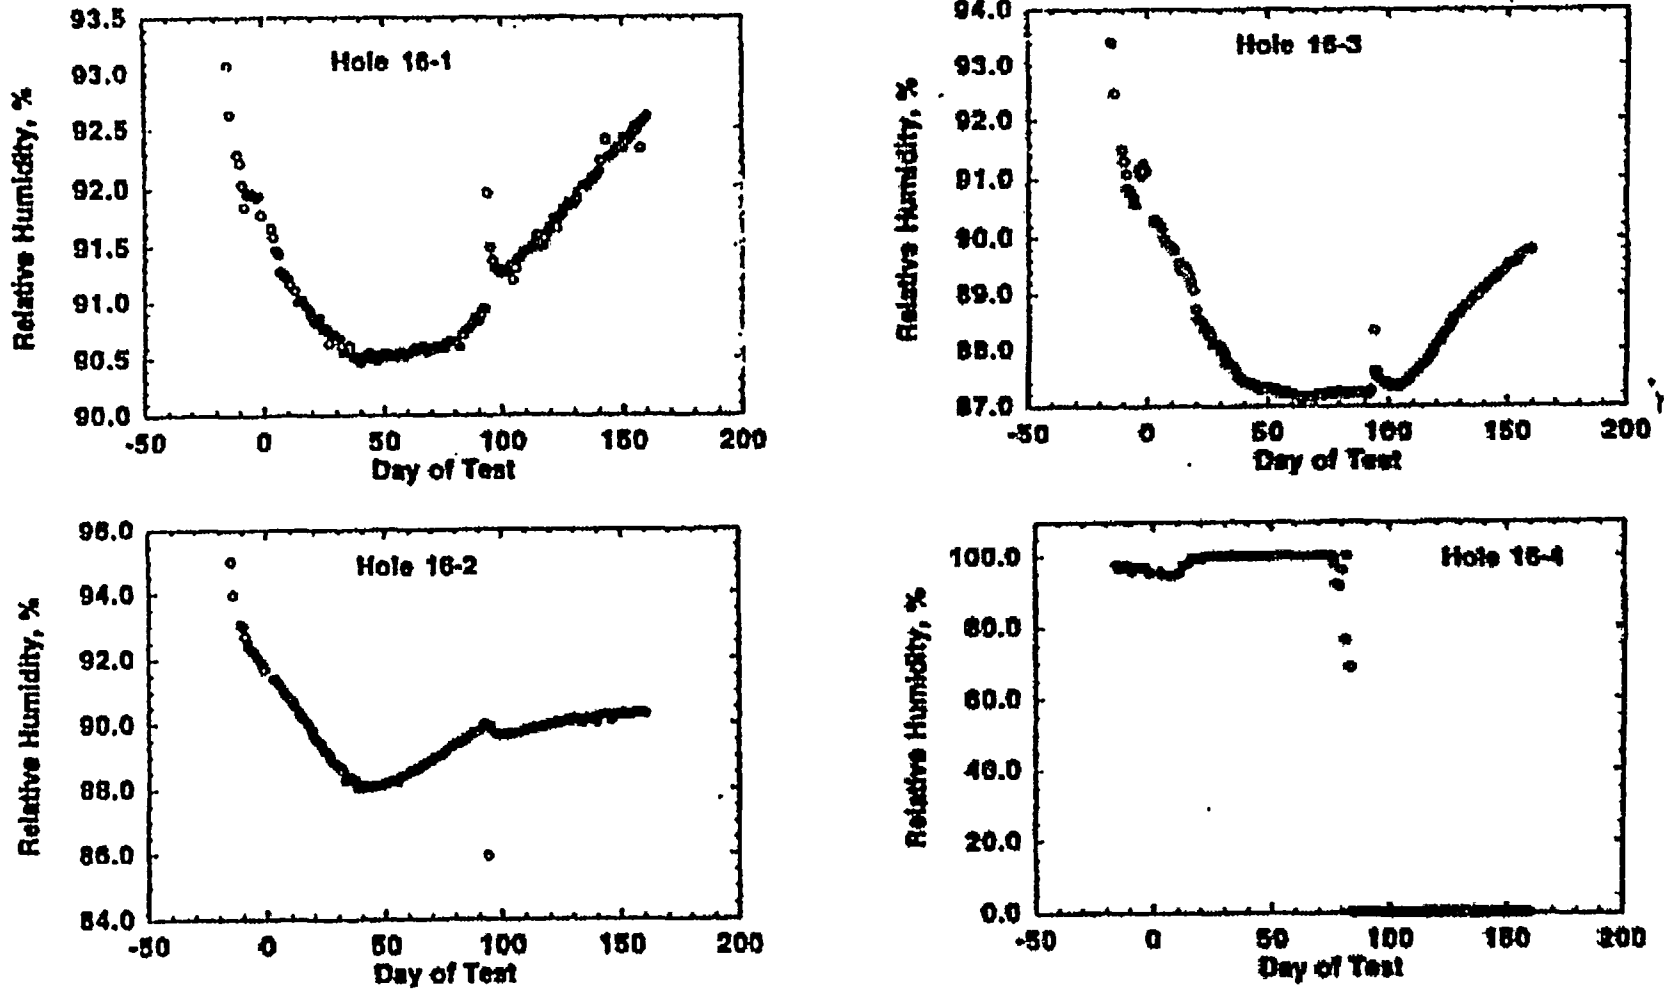 Hole 16-1
Relative Humidity, %
93.5
93.0
92.5
92.0
91.5
91.0
90.5
90.0
-50 0 50 100 150 200
Day of Test
Hole 16-3
Relative Humidity, %
94.0
93.0
92.0
91.0
90.0
89.0
88.0
87.0
-50 0 50 100 150 200
Day of Test
Hole 16-2
Relative Humidity, %
96.0
94.0
92.0
90.0
88.0
86.0
84.0
-50 0 50 100 150 200
Day of Test
Hole 16-4
Relative Humidity, %
100.0
80.0
60.0
40.0
20.0
0.0
-50 0 50 100 150 200
Day of Test